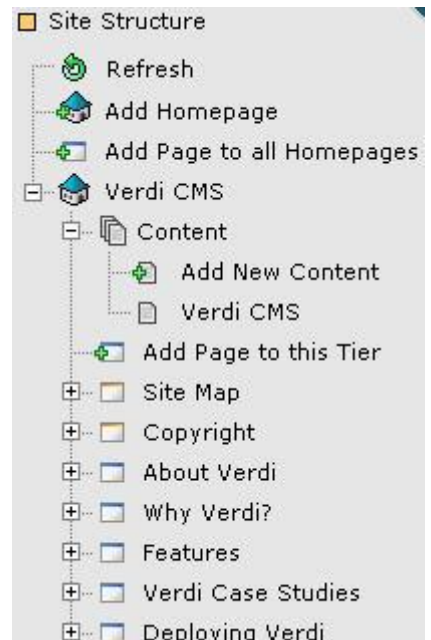 Site Structure
Refresh
Add Homepage
Add Page to all Homepages
Verdi CMS
Content
Add New Content
Verdi CMS
Add Page to this Tier
Site Map
Copyright
About Verdi
Why Verdi?
Features
Verdi Case Studies
Deploying Verdi